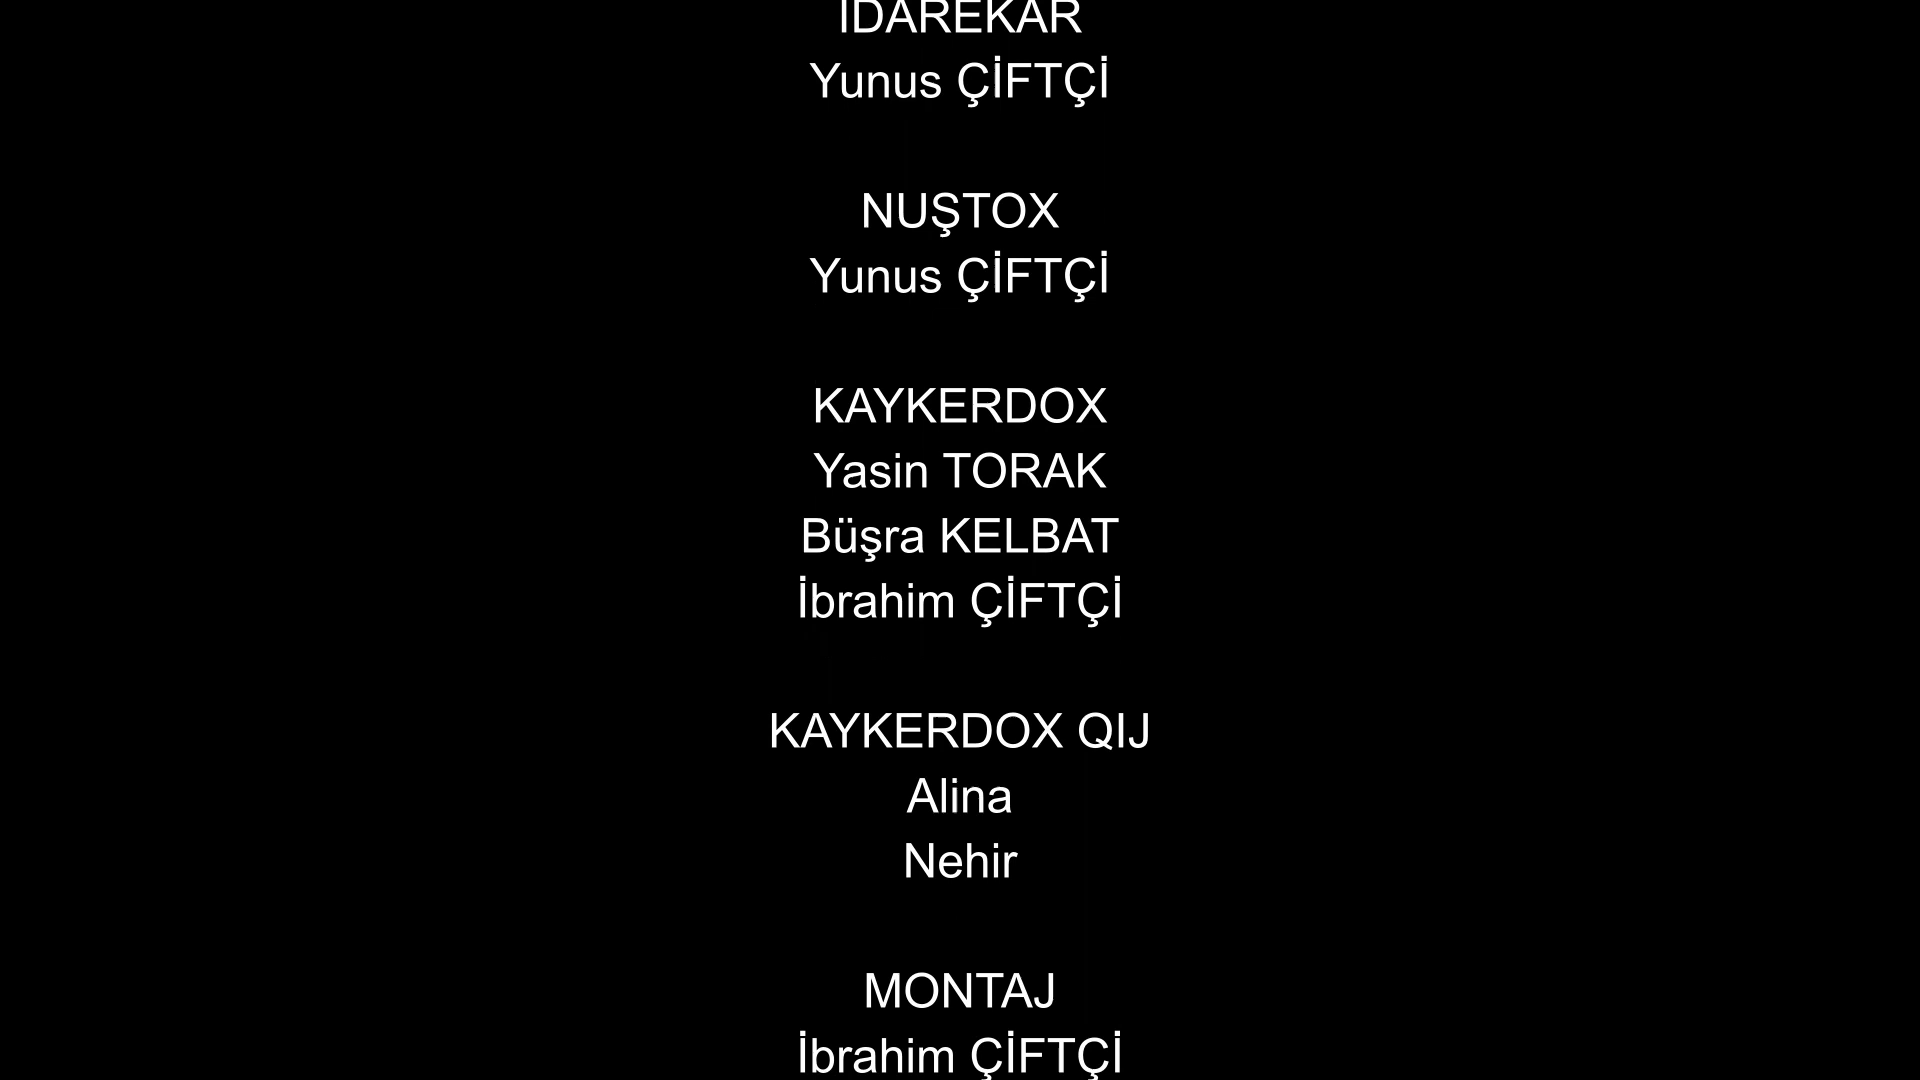 İDAREKAR
Yunus ÇİFTÇİ
NUŞTOX
Yunus ÇİFTÇİ
KAYKERDOX
Yasin TORAK
Büşra KELBAT
İbrahim ÇİFTÇİ
KAYKERDOX QIJ
Alina
Nehir
MONTAJ
İbrahim ÇİFTÇİ